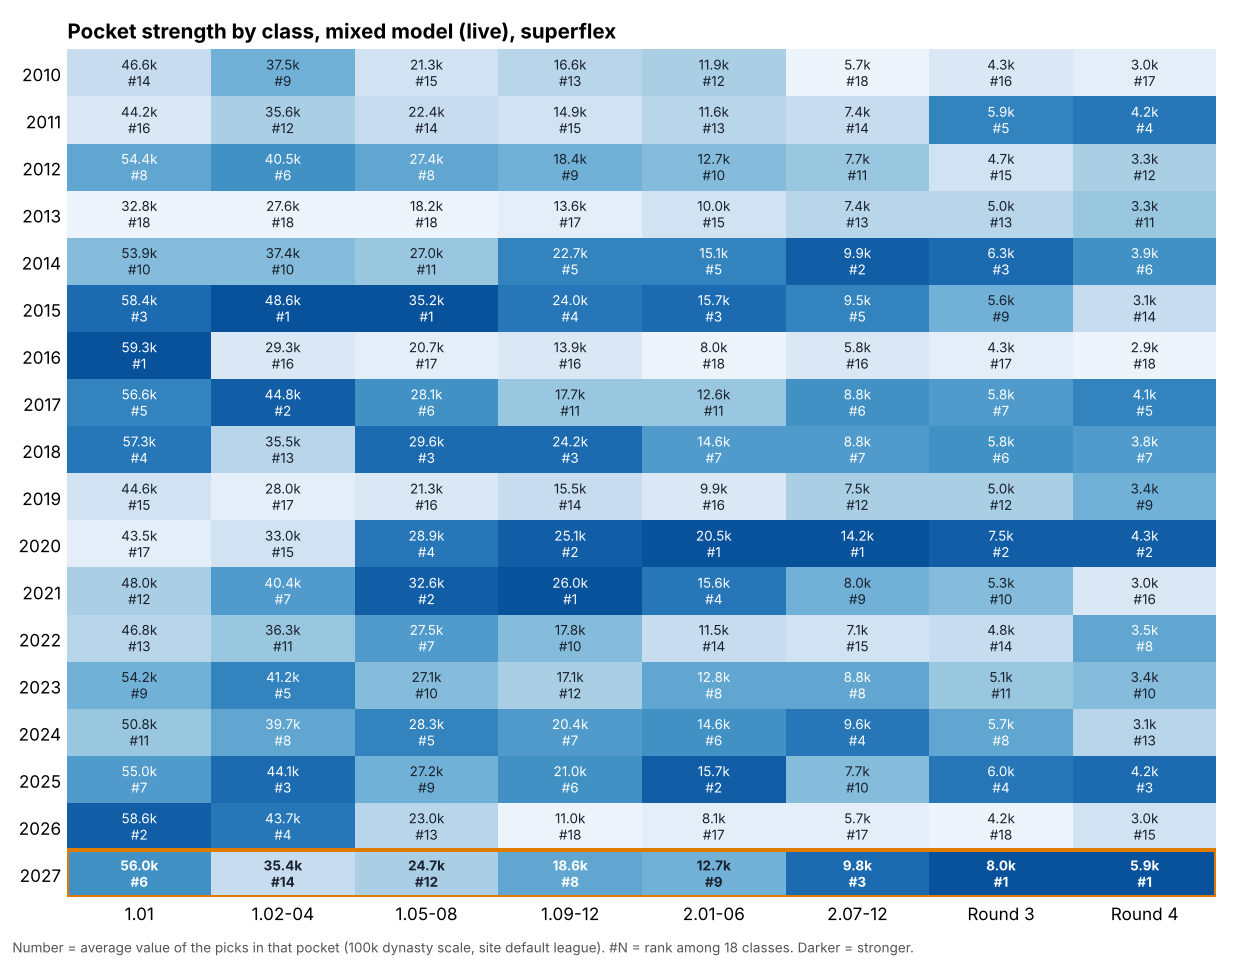 Pocket strength by class, mixed model (live), superflex
2010 46.6k 37.5k 21.3k 16.6k 11.9k 5.7k 4.3k 3.0k
#14 #9 #15 #13 #12 #18 #16 #17
2011 44.2k 35.6k 22.4k 14.9k 11.6k 7.4k 5.9k 4.2k
#16 #12 #14 #15 #13 #14 #5 #4
2012 54.4k 40.5k 27.4k 18.4k 12.7k 7.7k 4.7k 3.3k
#8 #6 #8 #9 #10 #11 #15 #12
2013 32.8k 27.6k 18.2k 13.6k 10.0k 7.4k 5.0k 3.3k
#18 #18 #18 #17 #15 #13 #13 #11
2014 53.9k 37.4k 27.0k 22.7k 15.1k 9.9k 6.3k 3.9k
#10 #10 #11 #5 #5 #2 #3 #6
2015 58.4k 48.6k 35.2k 24.0k 15.7k 9.5k 5.6k 3.1k
#3 #1 #1 #4 #3 #5 #9 #14
2016 59.3k 29.3k 20.7k 13.9k 8.0k 5.8k 4.3k 2.9k
#1 #16 #17 #16 #18 #16 #17 #18
2017 56.6k 44.8k 28.1k 17.7k 12.6k 8.8k 5.8k 4.1k
#5 #2 #6 #11 #11 #6 #7 #5
2018 57.3k 35.5k 29.6k 24.2k 14.6k 8.8k 5.8k 3.8k
#4 #13 #3 #3 #7 #7 #6 #7
2019 44.6k 28.0k 21.3k 15.5k 9.9k 7.5k 5.0k 3.4k
#15 #17 #16 #14 #16 #12 #12 #9
2020 43.5k 33.0k 28.9k 25.1k 20.5k 14.2k 7.5k 4.3k
#17 #15 #4 #2 #1 #1 #2 #2
2021 48.0k 40.4k 32.6k 26.0k 15.6k 8.0k 5.3k 3.0k
#12 #7 #2 #1 #4 #9 #10 #16
2022 46.8k 36.3k 27.5k 17.8k 11.5k 7.1k 4.8k 3.5k
#13 #11 #7 #10 #14 #15 #14 #8
2023 54.2k 41.2k 27.1k 17.1k 12.8k 8.8k 5.1k 3.4k
#9 #5 #10 #12 #8 #8 #11 #10
2024 50.8k 39.7k 28.3k 20.4k 14.6k 9.6k 5.7k 3.1k
#11 #8 #5 #7 #6 #4 #8 #13
2025 55.0k 44.1k 27.2k 21.0k 15.7k 7.7k 6.0k 4.2k
#7 #3 #9 #6 #2 #10 #4 #3
2026 58.6k 43.7k 23.0k 11.0k 8.1k 5.7k 4.2k 3.0k
#2 #4 #13 #18 #17 #17 #18 #15
2027 56.0k 35.4k 24.7k 18.6k 12.7k 9.8k 8.0k 5.9k
#6 #14 #12 #8 #9 #3 #1 #1
1.01 1.02-04 1.05-08 1.09-12 2.01-06 2.07-12 Round 3 Round 4
Number = average value of the picks in that pocket (100k dynasty scale, site default league). #N = rank among 18 classes. Darker = stronger.